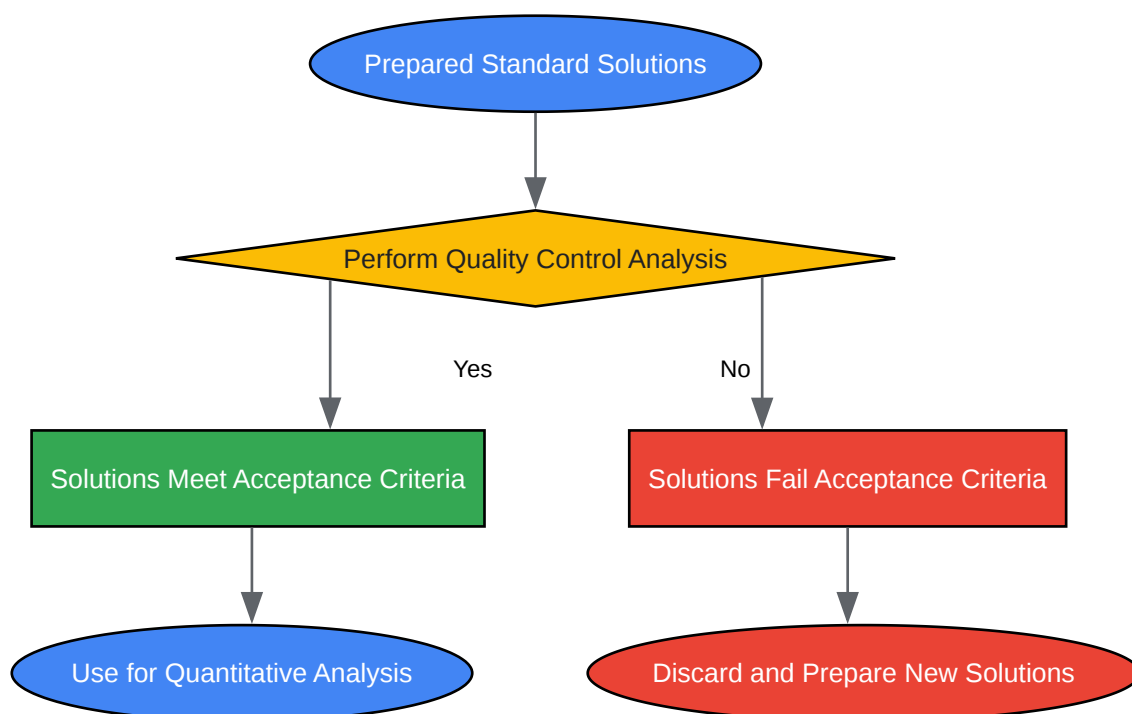 Prepared Standard Solutions
Perform Quality Control Analysis
Yes
No
Solutions Meet Acceptance Criteria
Solutions Fail Acceptance Criteria
Use for Quantitative Analysis
Discard and Prepare New Solutions